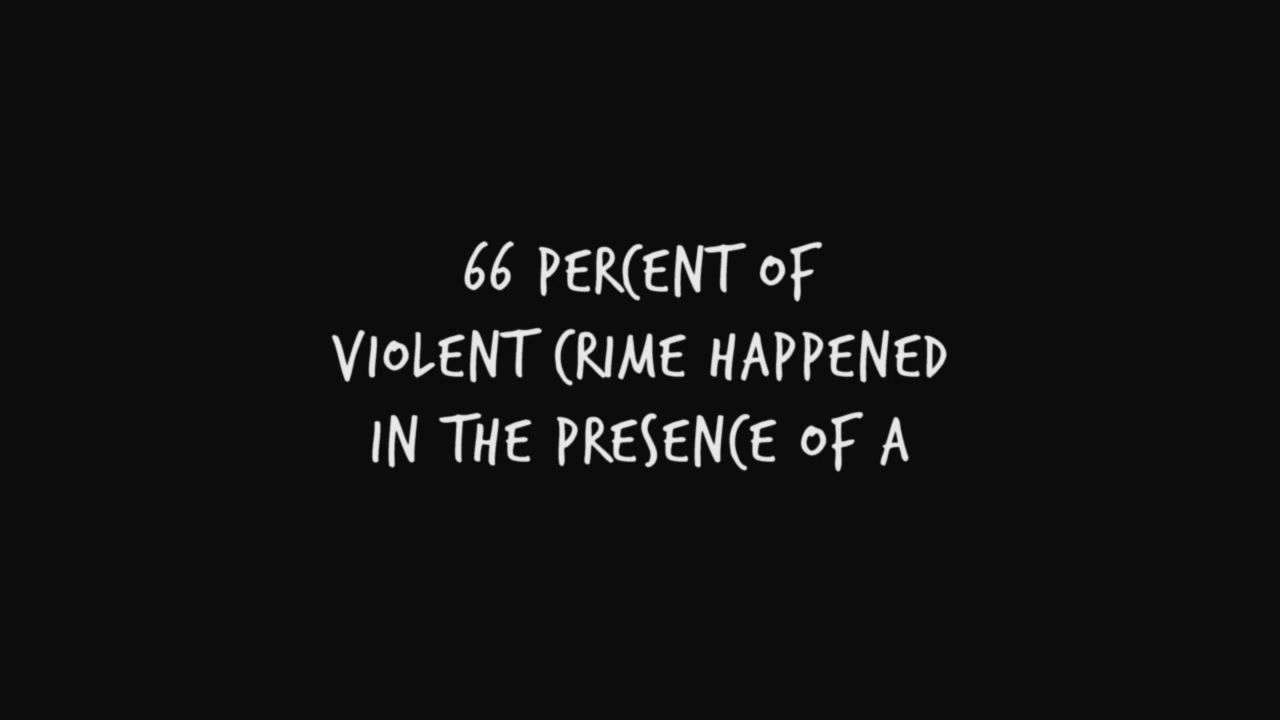 66 PERCENT OF
VIOLENT CRIME HAPPENED
IN THE PRESENCE OF A